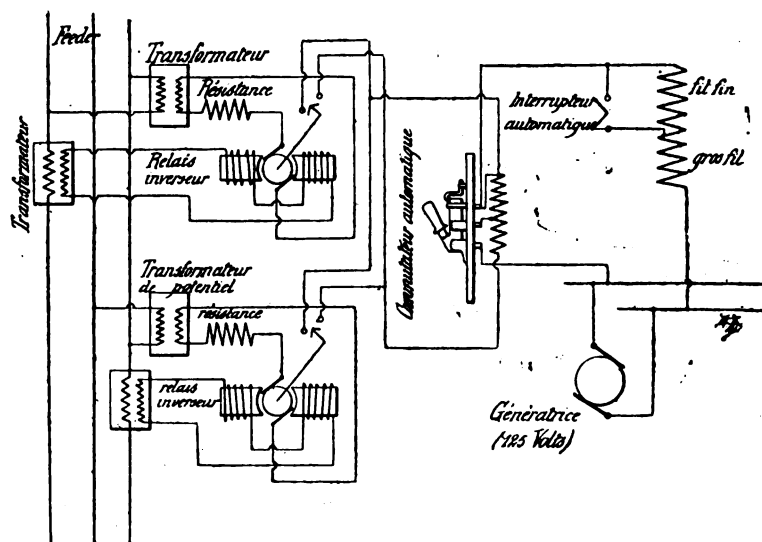 Feeder
Transformateur
Résistance
Relais
inverseur
Transformateur
Transformateur
de potentiel
résistance
relais
inverseur
Commutateur automatique
Interrupteur
automatique
fil fin
gros fil
Génératrice
(125 Volts)